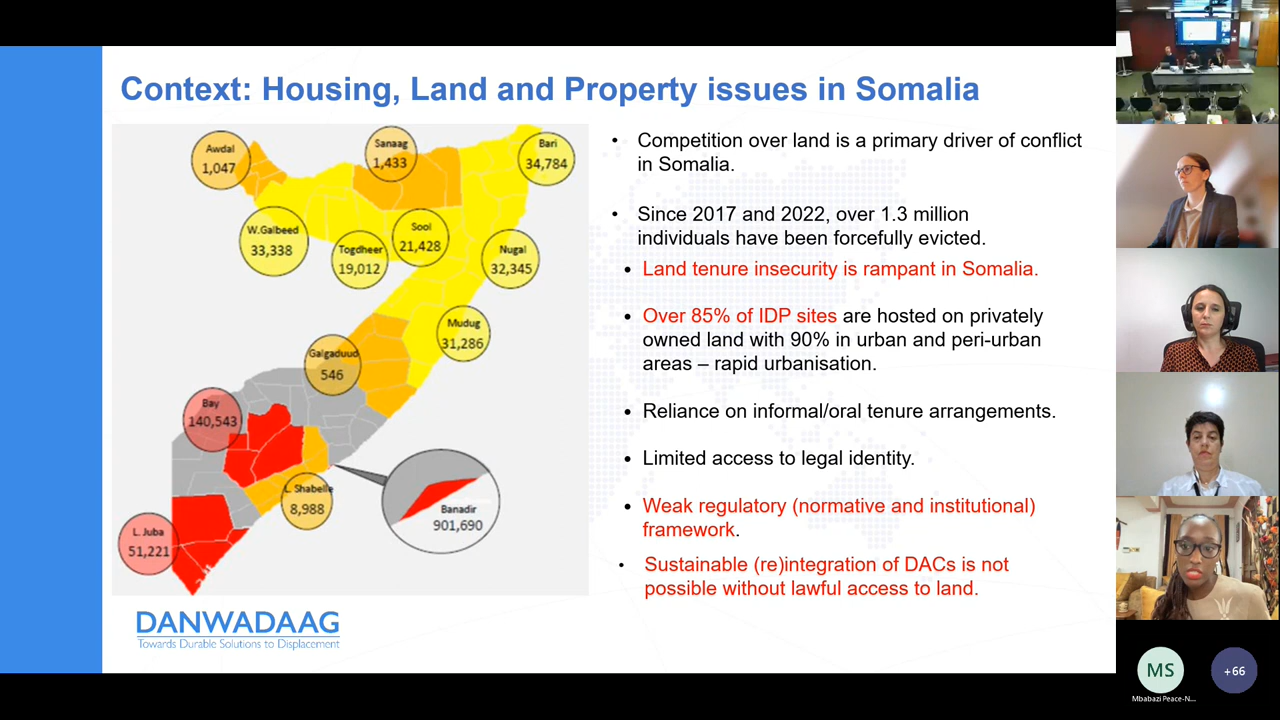 Context: Housing, Land and Property issues in Somalia
Awdal
1,047
Sanaag
1,433
Bari
34,784
W.Galbeed
33,338
Togdheer
19,012
Sool
21,428
Nugal
32,345
Mudug
31,286
Galgaduud
546
Bay
140,543
L. Shabelle
8,988
Banadir
901,690
L. Juba
51,221
DANWADAAG
Towards Durable Solutions to Displacement
• Competition over land is a primary driver of conflict
in Somalia.
• Since 2017 and 2022, over 1.3 million
individuals have been forcefully evicted.
• Land tenure insecurity is rampant in Somalia.
• Over 85% of IDP sites are hosted on privately
owned land with 90% in urban and peri-urban
areas – rapid urbanisation.
• Reliance on informal/oral tenure arrangements.
• Limited access to legal identity.
• Weak regulatory (normative and institutional)
framework.
• Sustainable (re)integration of DACs is not
possible without lawful access to land.
MS
Mbabazi Peace-N...
+66